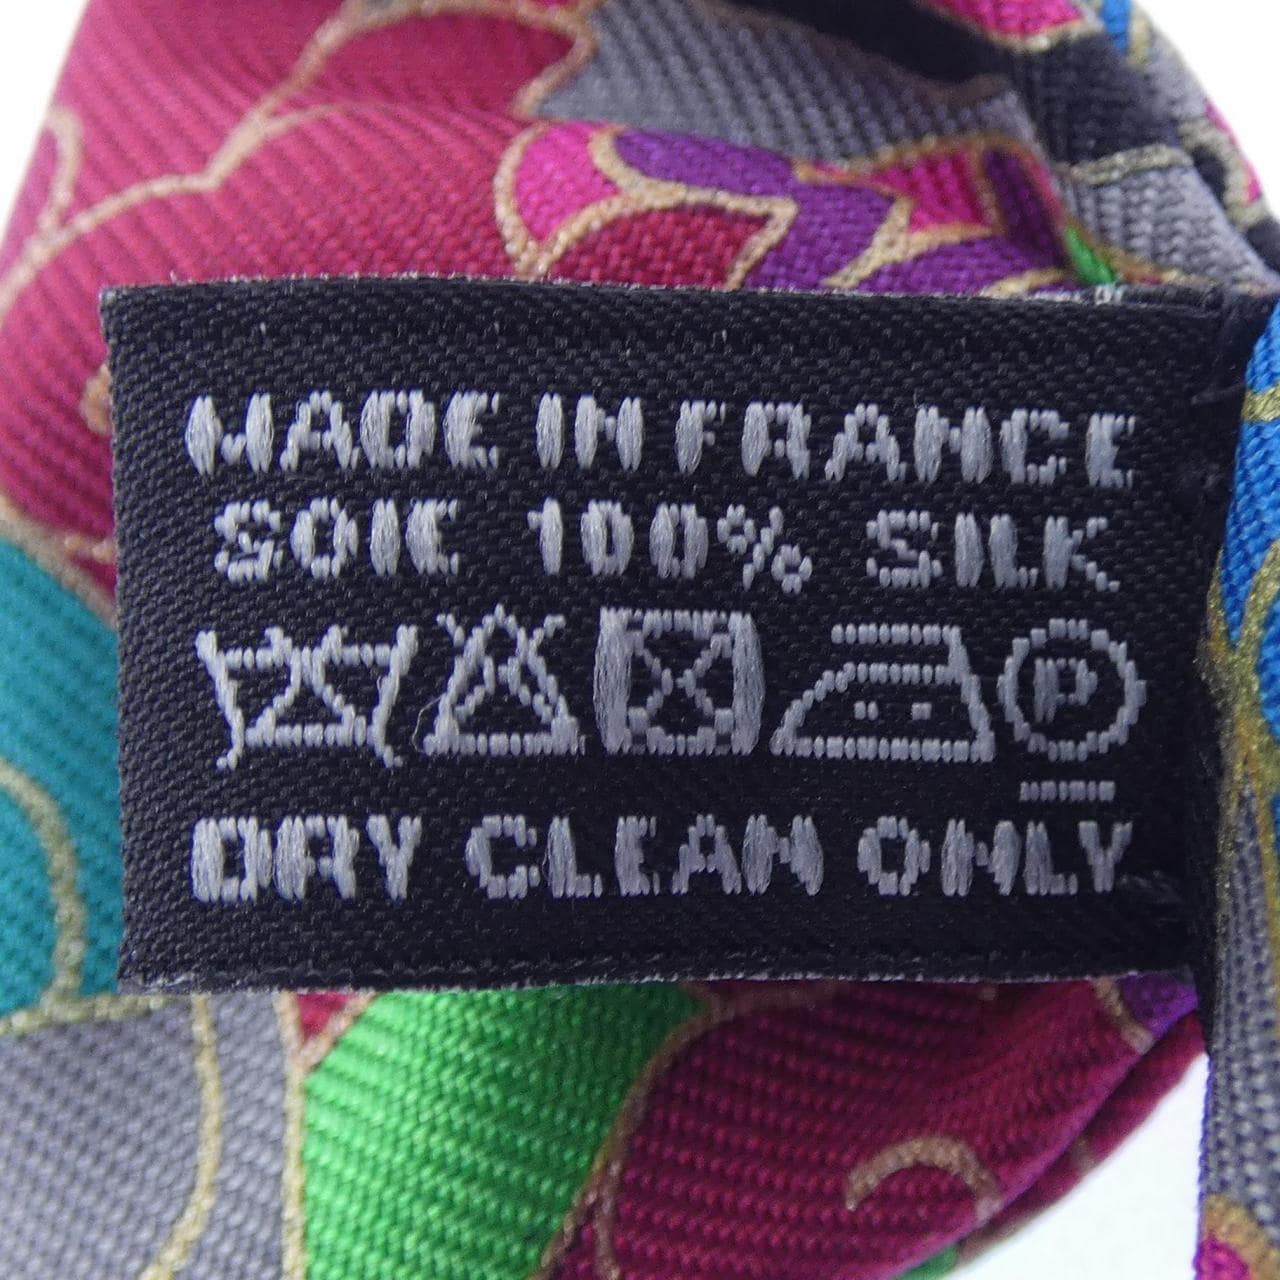 MADE IN FRANCE
SOIE 100% SILK
P
DRY CLEAN ONLY